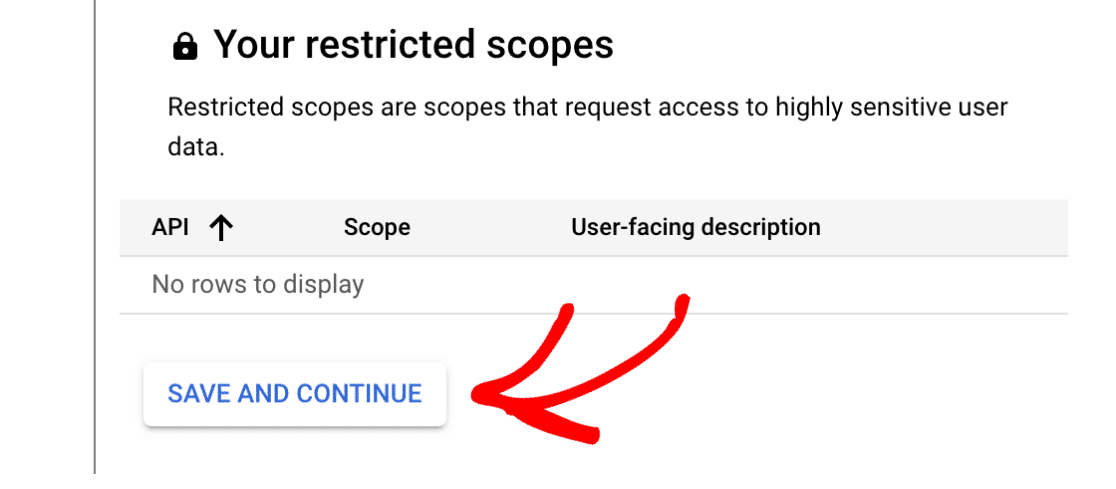 Your restricted scopes
Restricted scopes are scopes that request access to highly sensitive user
data.
API Scope User-facing description
No rows to display
SAVE AND CONTINUE